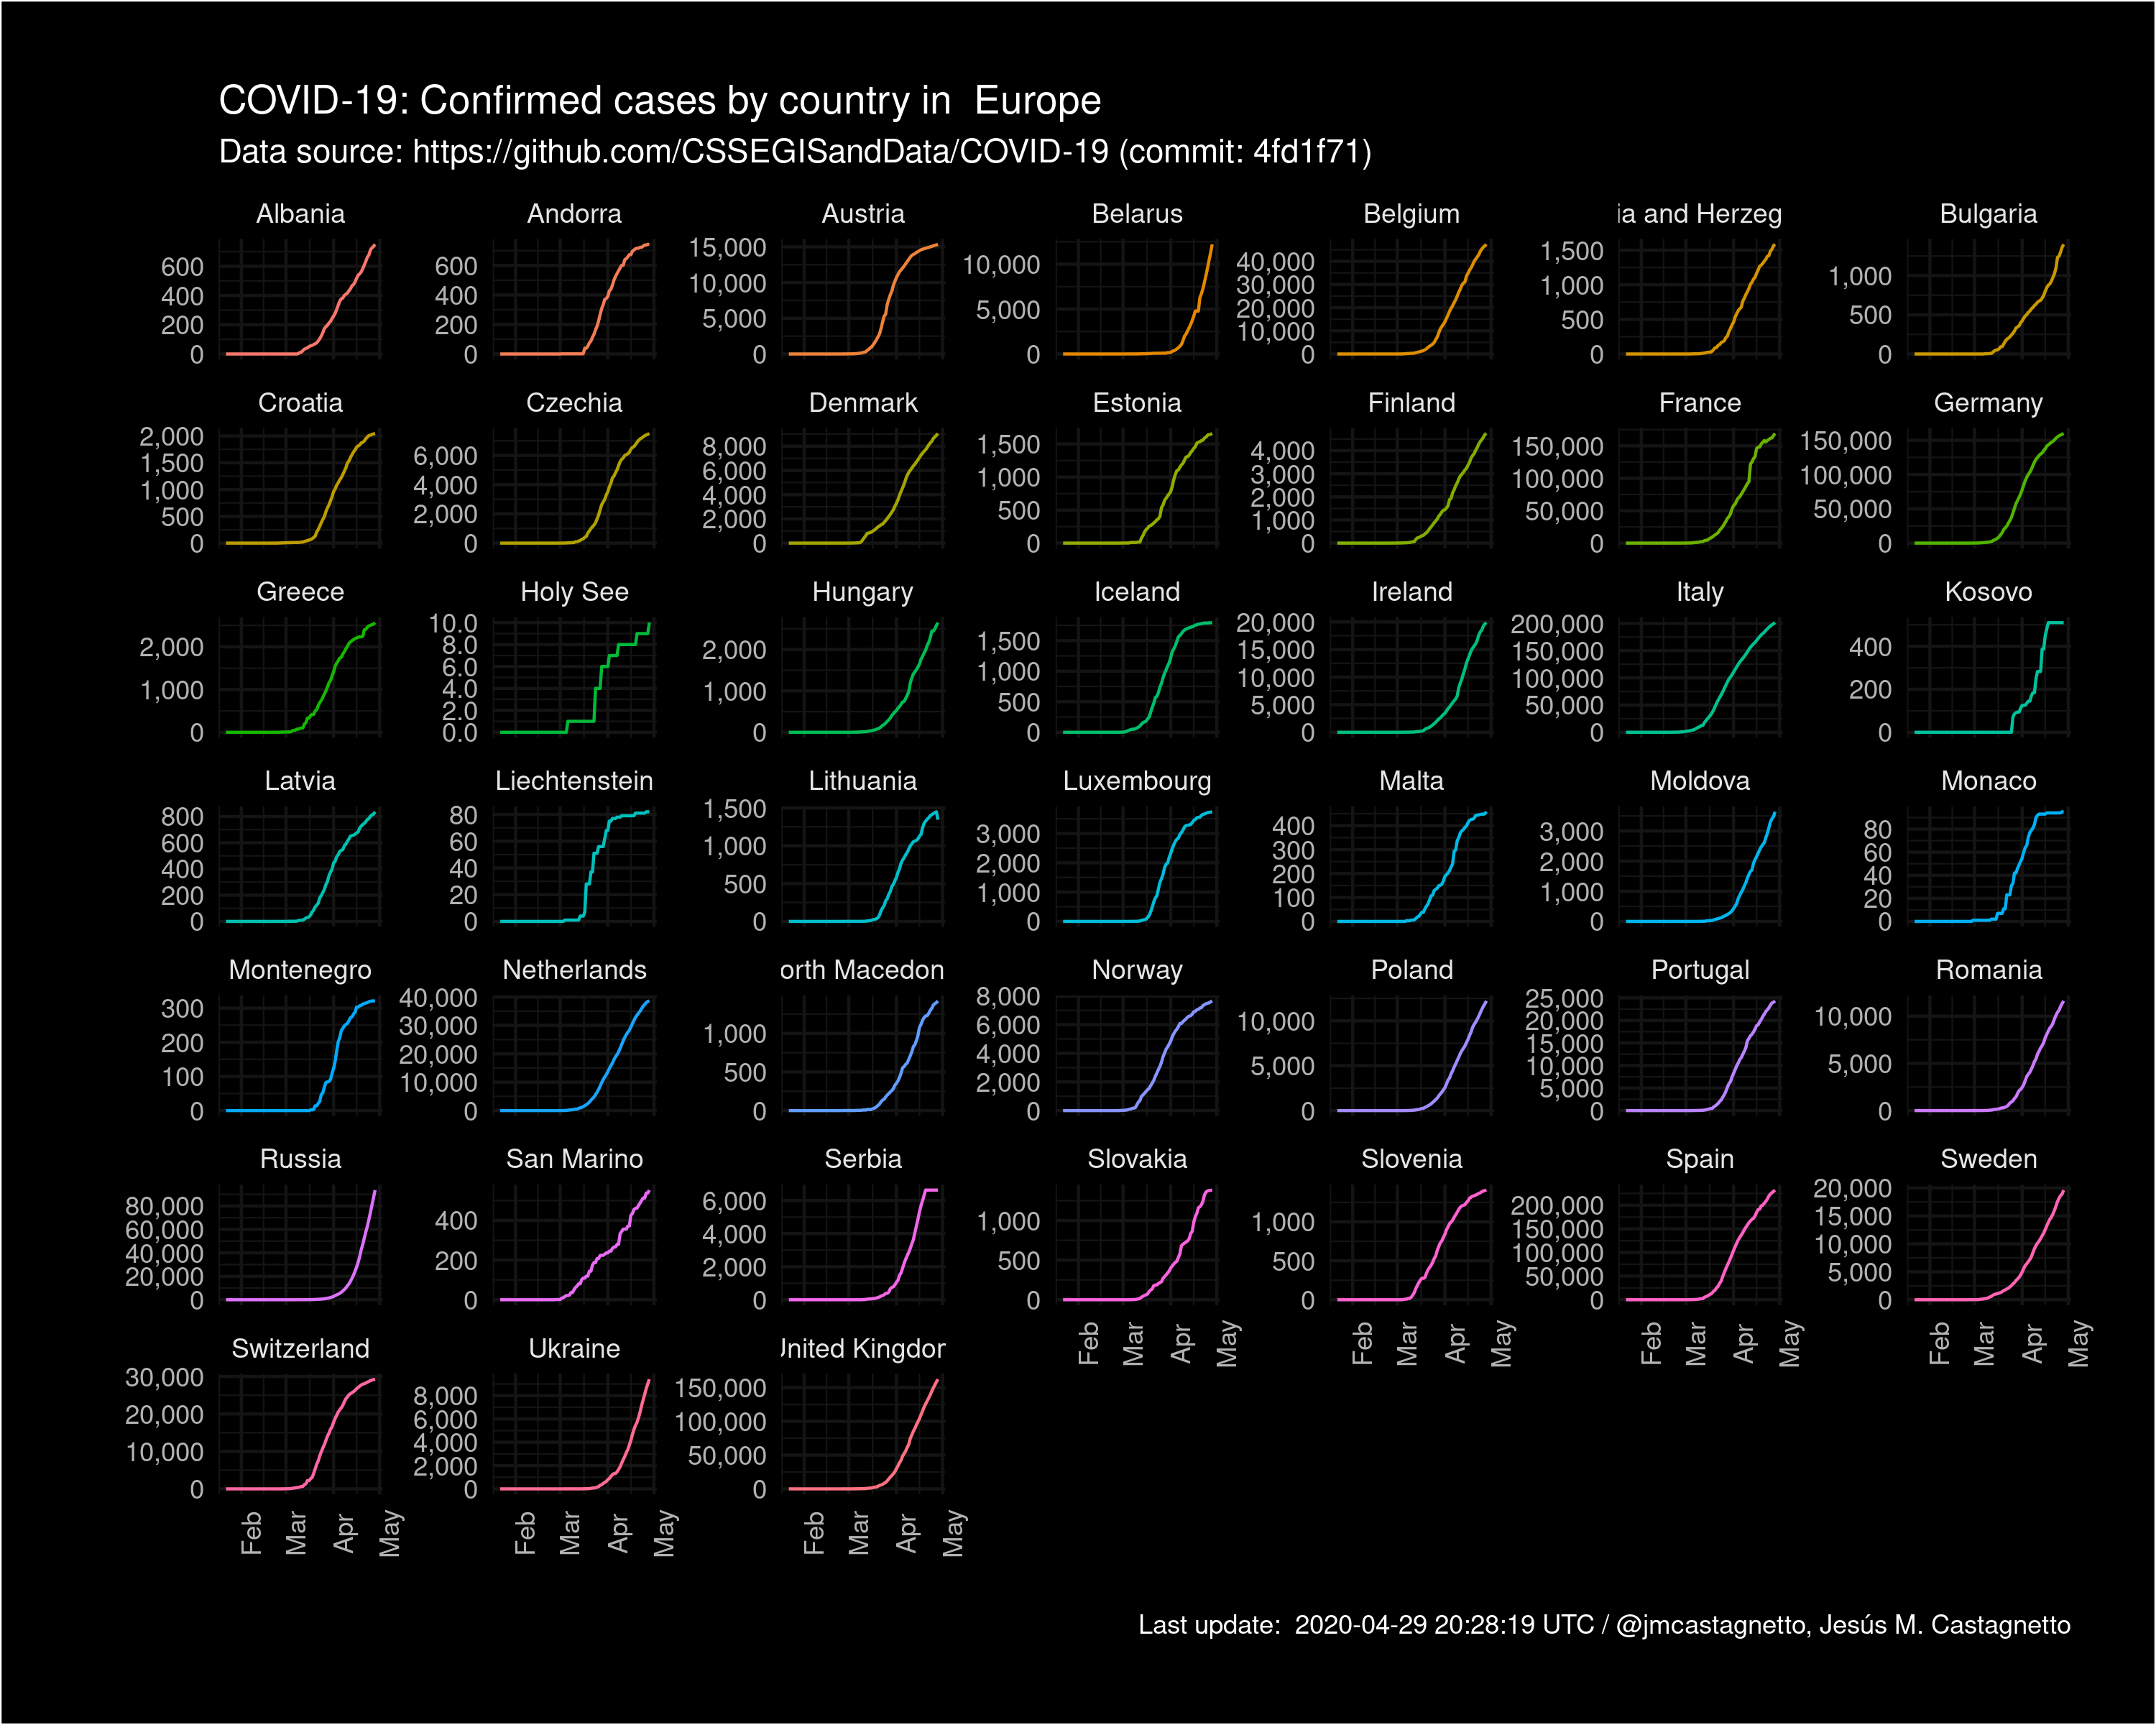 COVID-19: Confirmed cases by country in  Europe
Data source: https://github.com/CSSEGISandData/COVID-19 (commit: 4fd1f71)
Albania
Andorra
Austria
Belarus
Belgium
ia and Herzeg
Bulgaria
600
400
200
0
600
400
200
0
15,000
10,000
5,000
0
10,000
5,000
0
40,000
30,000
20,000
10,000
0
1,500
1,000
500
0
1,000
500
0
Croatia
Czechia
Denmark
Estonia
Finland
France
Germany
2,000
1,500
1,000
500
0
6,000
4,000
2,000
0
8,000
6,000
4,000
2,000
0
1,500
1,000
500
0
4,000
3,000
2,000
1,000
0
150,000
100,000
50,000
0
150,000
100,000
50,000
0
Greece
Holy See
Hungary
Iceland
Ireland
Italy
Kosovo
2,000
1,000
0
10.0
8.0
6.0
4.0
2.0
0.0
2,000
1,000
0
1,500
1,000
500
0
20,000
15,000
10,000
5,000
0
200,000
150,000
100,000
50,000
0
400
200
0
Latvia
Liechtenstein
Lithuania
Luxembourg
Malta
Moldova
Monaco
800
600
400
200
0
80
60
40
20
0
1,500
1,000
500
0
3,000
2,000
1,000
0
400
300
200
100
0
3,000
2,000
1,000
0
80
60
40
20
0
Montenegro
Netherlands
orth Macedon
Norway
Poland
Portugal
Romania
300
200
100
0
40,000
30,000
20,000
10,000
0
1,000
500
0
8,000
6,000
4,000
2,000
0
10,000
5,000
0
25,000
20,000
15,000
10,000
5,000
0
10,000
5,000
0
Russia
San Marino
Serbia
Slovakia
Slovenia
Spain
Sweden
80,000
60,000
40,000
20,000
0
400
200
0
6,000
4,000
2,000
0
1,000
500
0
1,000
500
0
200,000
150,000
100,000
50,000
0
20,000
15,000
10,000
5,000
0
Feb
Mar
Apr
May
Feb
Mar
Apr
May
Feb
Mar
Apr
May
Feb
Mar
Apr
May
Switzerland
Ukraine
United Kingdor
30,000
20,000
10,000
0
8,000
6,000
4,000
2,000
0
150,000
100,000
50,000
0
Feb
Mar
Apr
May
Feb
Mar
Apr
May
Feb
Mar
Apr
May
Last update:  2020-04-29 20:28:19 UTC / @jmcastagnetto, Jesús M. Castagnetto